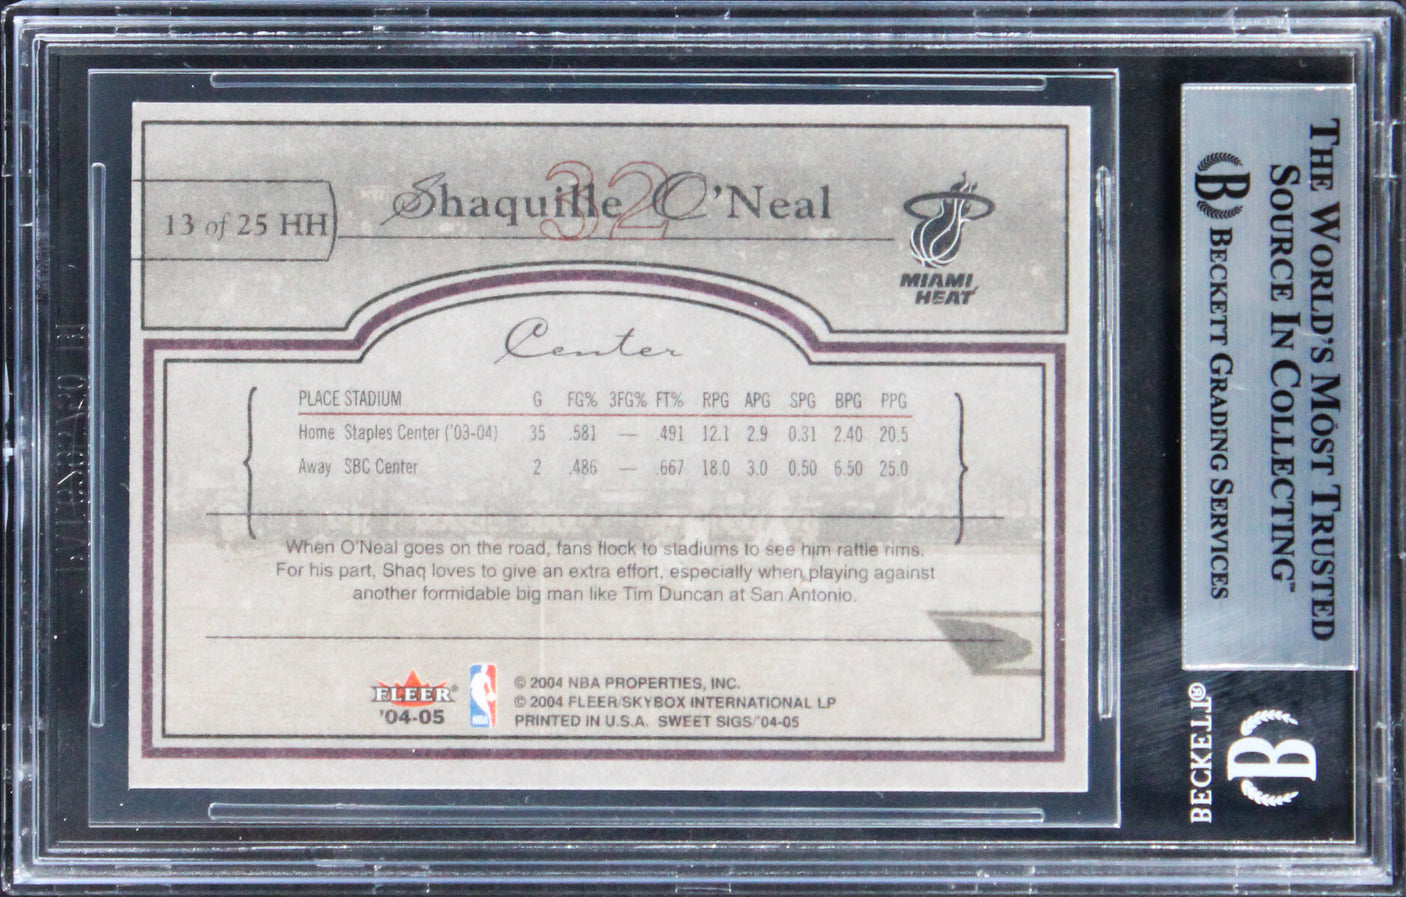 13 of 25 HH
32
Shaquille O'Neal
MIAMI
HEAT
Center
PLACE STADIUM G FG% 3FG% FT% RPG APG SPG BPG PPG
Home Staples Center ('03-04) 35 .581 — .491 12.1 2.9 0.31 2.40 20.5
Away SBC Center 2 .486 — .667 18.0 3.0 0.50 6.50 25.0
When O'Neal goes on the road, fans flock to stadiums to see him rattle rims.
For his part, Shaq loves to give an extra effort, especially when playing against
another formidable big man like Tim Duncan at San Antonio.
FLEER®
'04-05
NBA
© 2004 NBA PROPERTIES, INC.
© 2004 FLEER/SKYBOX INTERNATIONAL LP
PRINTED IN U.S.A. SWEET SIGS/'04-05
THE WORLD'S MOST TRUSTED
SOURCE IN COLLECTING™
B BECKETT GRADING SERVICES
BECKETT®
B